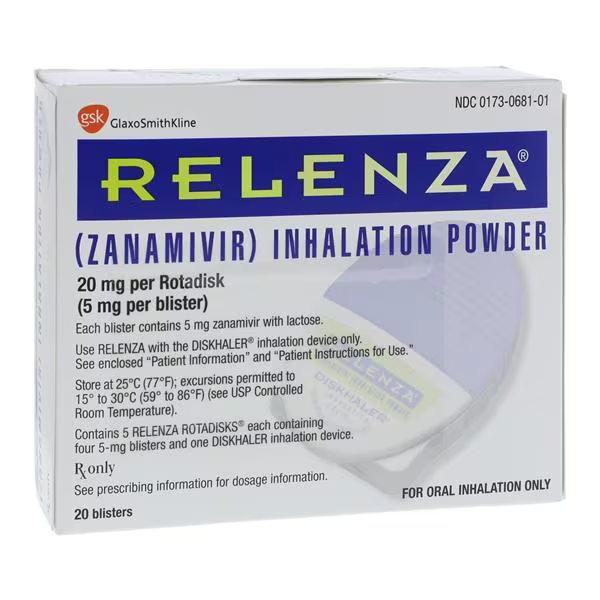 gsk GlaxoSmithKline
NDC 0173-0681-01
RELENZA®
(ZANAMIVIR) INHALATION POWDER
20 mg per Rotadisk
(5 mg per blister)
Each blister contains 5 mg zanamivir with lactose.
Use RELENZA with the DISKHALER® inhalation device only.
See enclosed “Patient Information” and “Patient Instructions for Use.”
Store at 25°C (77°F); excursions permitted to
15° to 30°C (59° to 86°F) (see USP Controlled
Room Temperature).
Contains 5 RELENZA ROTADISKS® each containing
four 5-mg blisters and one DISKHALER inhalation device.
Rx only
See prescribing information for dosage information.
20 blisters
FOR ORAL INHALATION ONLY
RELENZA
DISKHALER